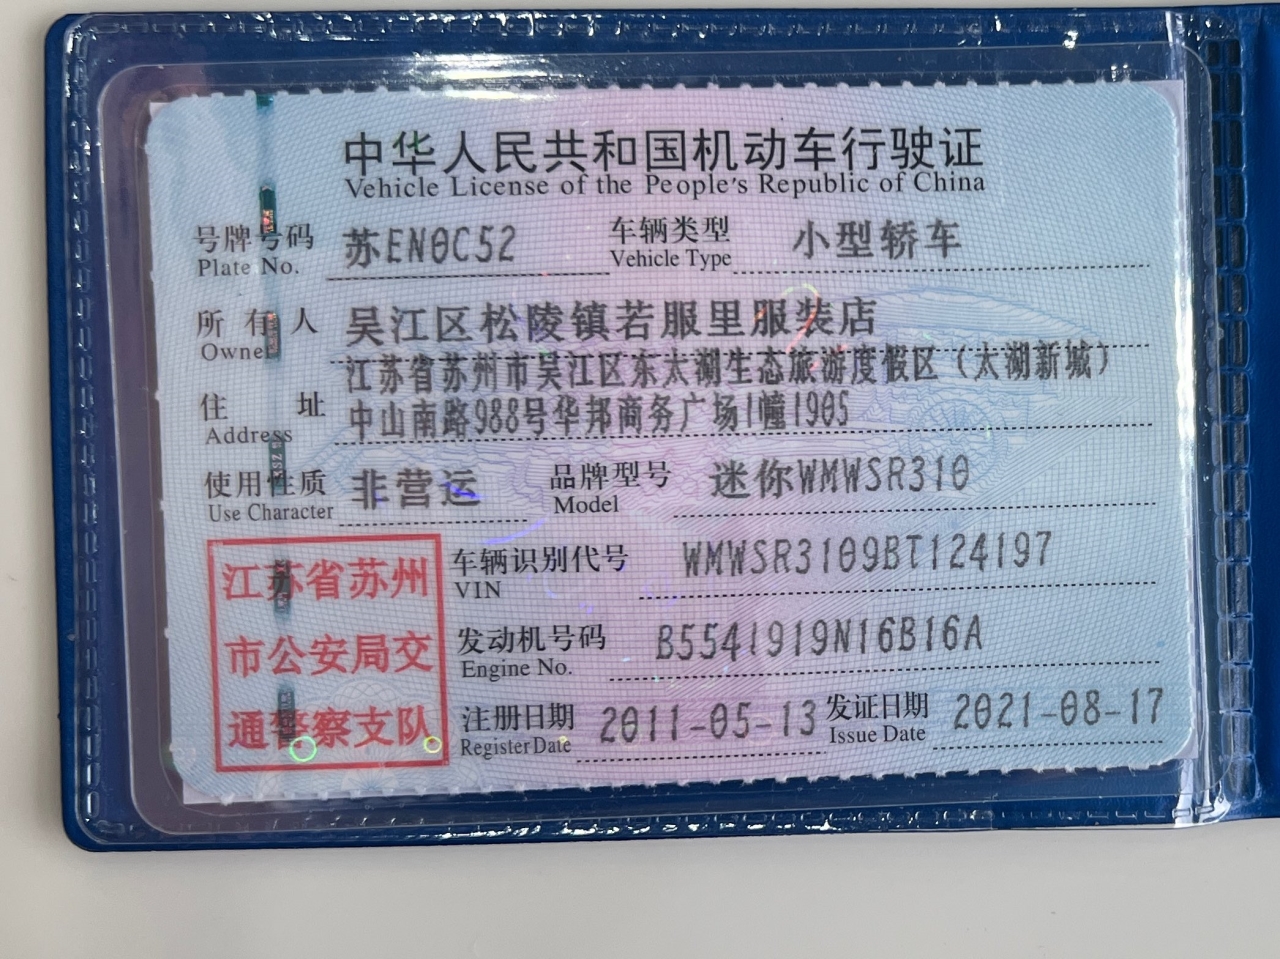 中华人民共和国机动车行驶证
Vehicle License of the People's Republic of China
号牌号码 苏EN0C52 车辆类型 小型轿车
Plate No. Vehicle Type
所有人 吴江区松陵镇若服里服装店
Owner
江苏省苏州市吴江区东太湖生态旅游度假区（太湖新城）
住址 中山南路988号华邦商务广场1幢1905
Address
使用性质 非营运 品牌型号 迷你WMWSR310
Use Character Model
江苏省苏州 车辆识别代号 WMWSR3109BT124197
VIN
市公安局交 发动机号码 B5541919N16B16A
Engine No.
通警察支队 注册日期 2011-05-13 发证日期 2021-08-17
Register Date Issue Date